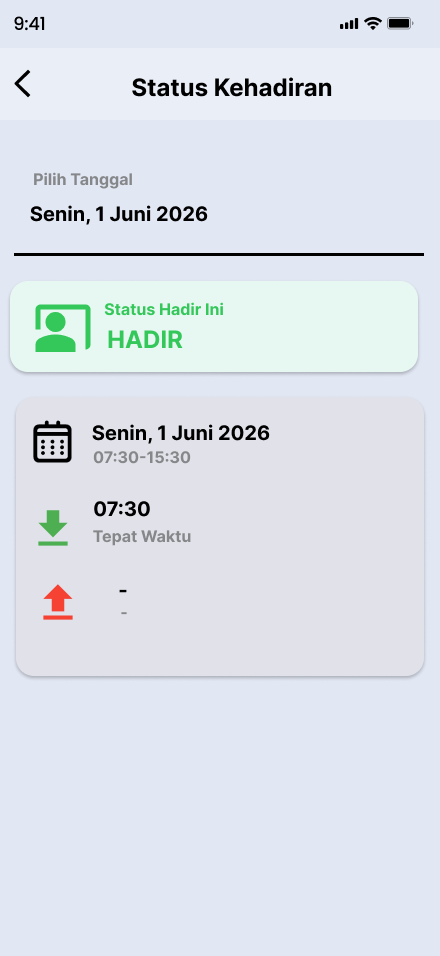 9:41
Status Kehadiran
Pilih Tanggal
Senin, 1 Juni 2026
Status Hadir Ini
HADIR
Senin, 1 Juni 2026
07:30-15:30
07:30
Tepat Waktu
-
-